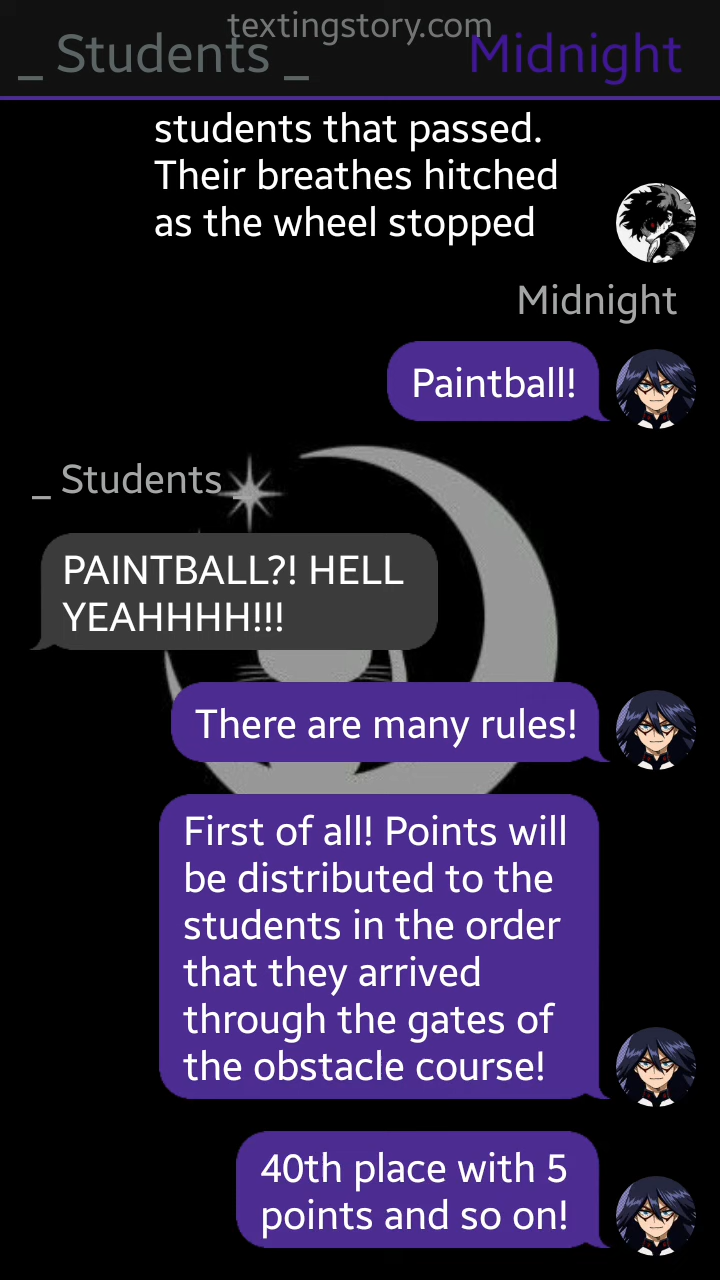 textingstory.com
_ Students _
Midnight
students that passed.
Their breathes hitched
as the wheel stopped
Midnight
Paintball!
_ Students _
PAINTBALL?! HELL
YEAHHHH!!!
There are many rules!
First of all! Points will
be distributed to the
students in the order
that they arrived
through the gates of
the obstacle course!
40th place with 5
points and so on!